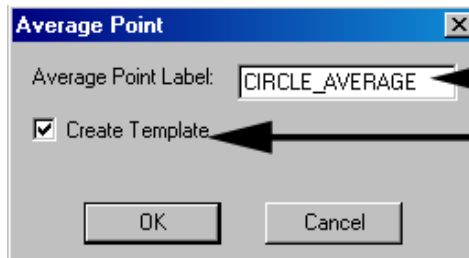 Average Point
Average Point Label: CIRCLE_AVERAGE
Create Template
OK Cancel